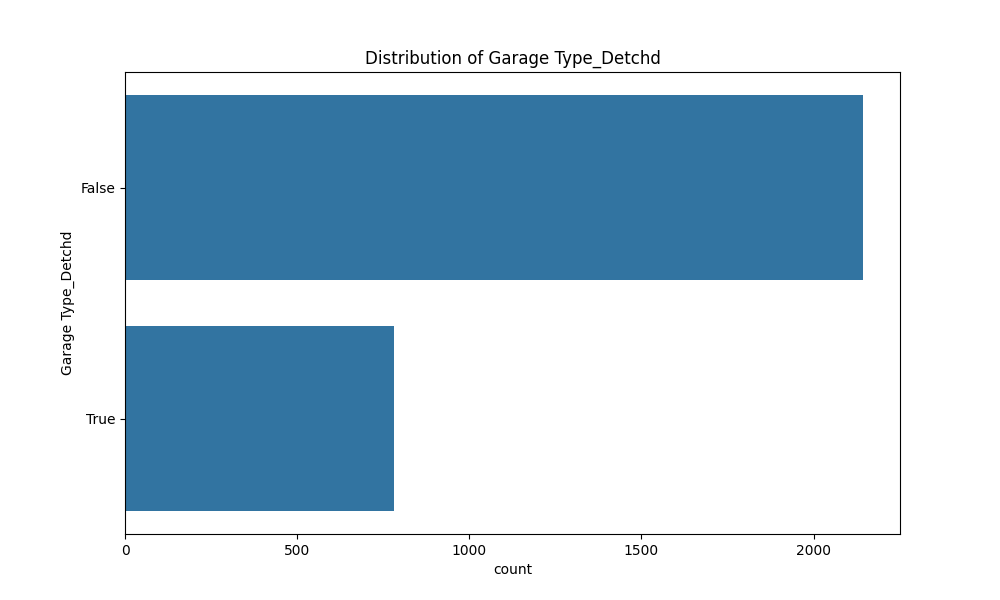 Distribution of Garage Type_Detchd
Garage Type_Detchd
False
True
0 500 1000 1500 2000
count